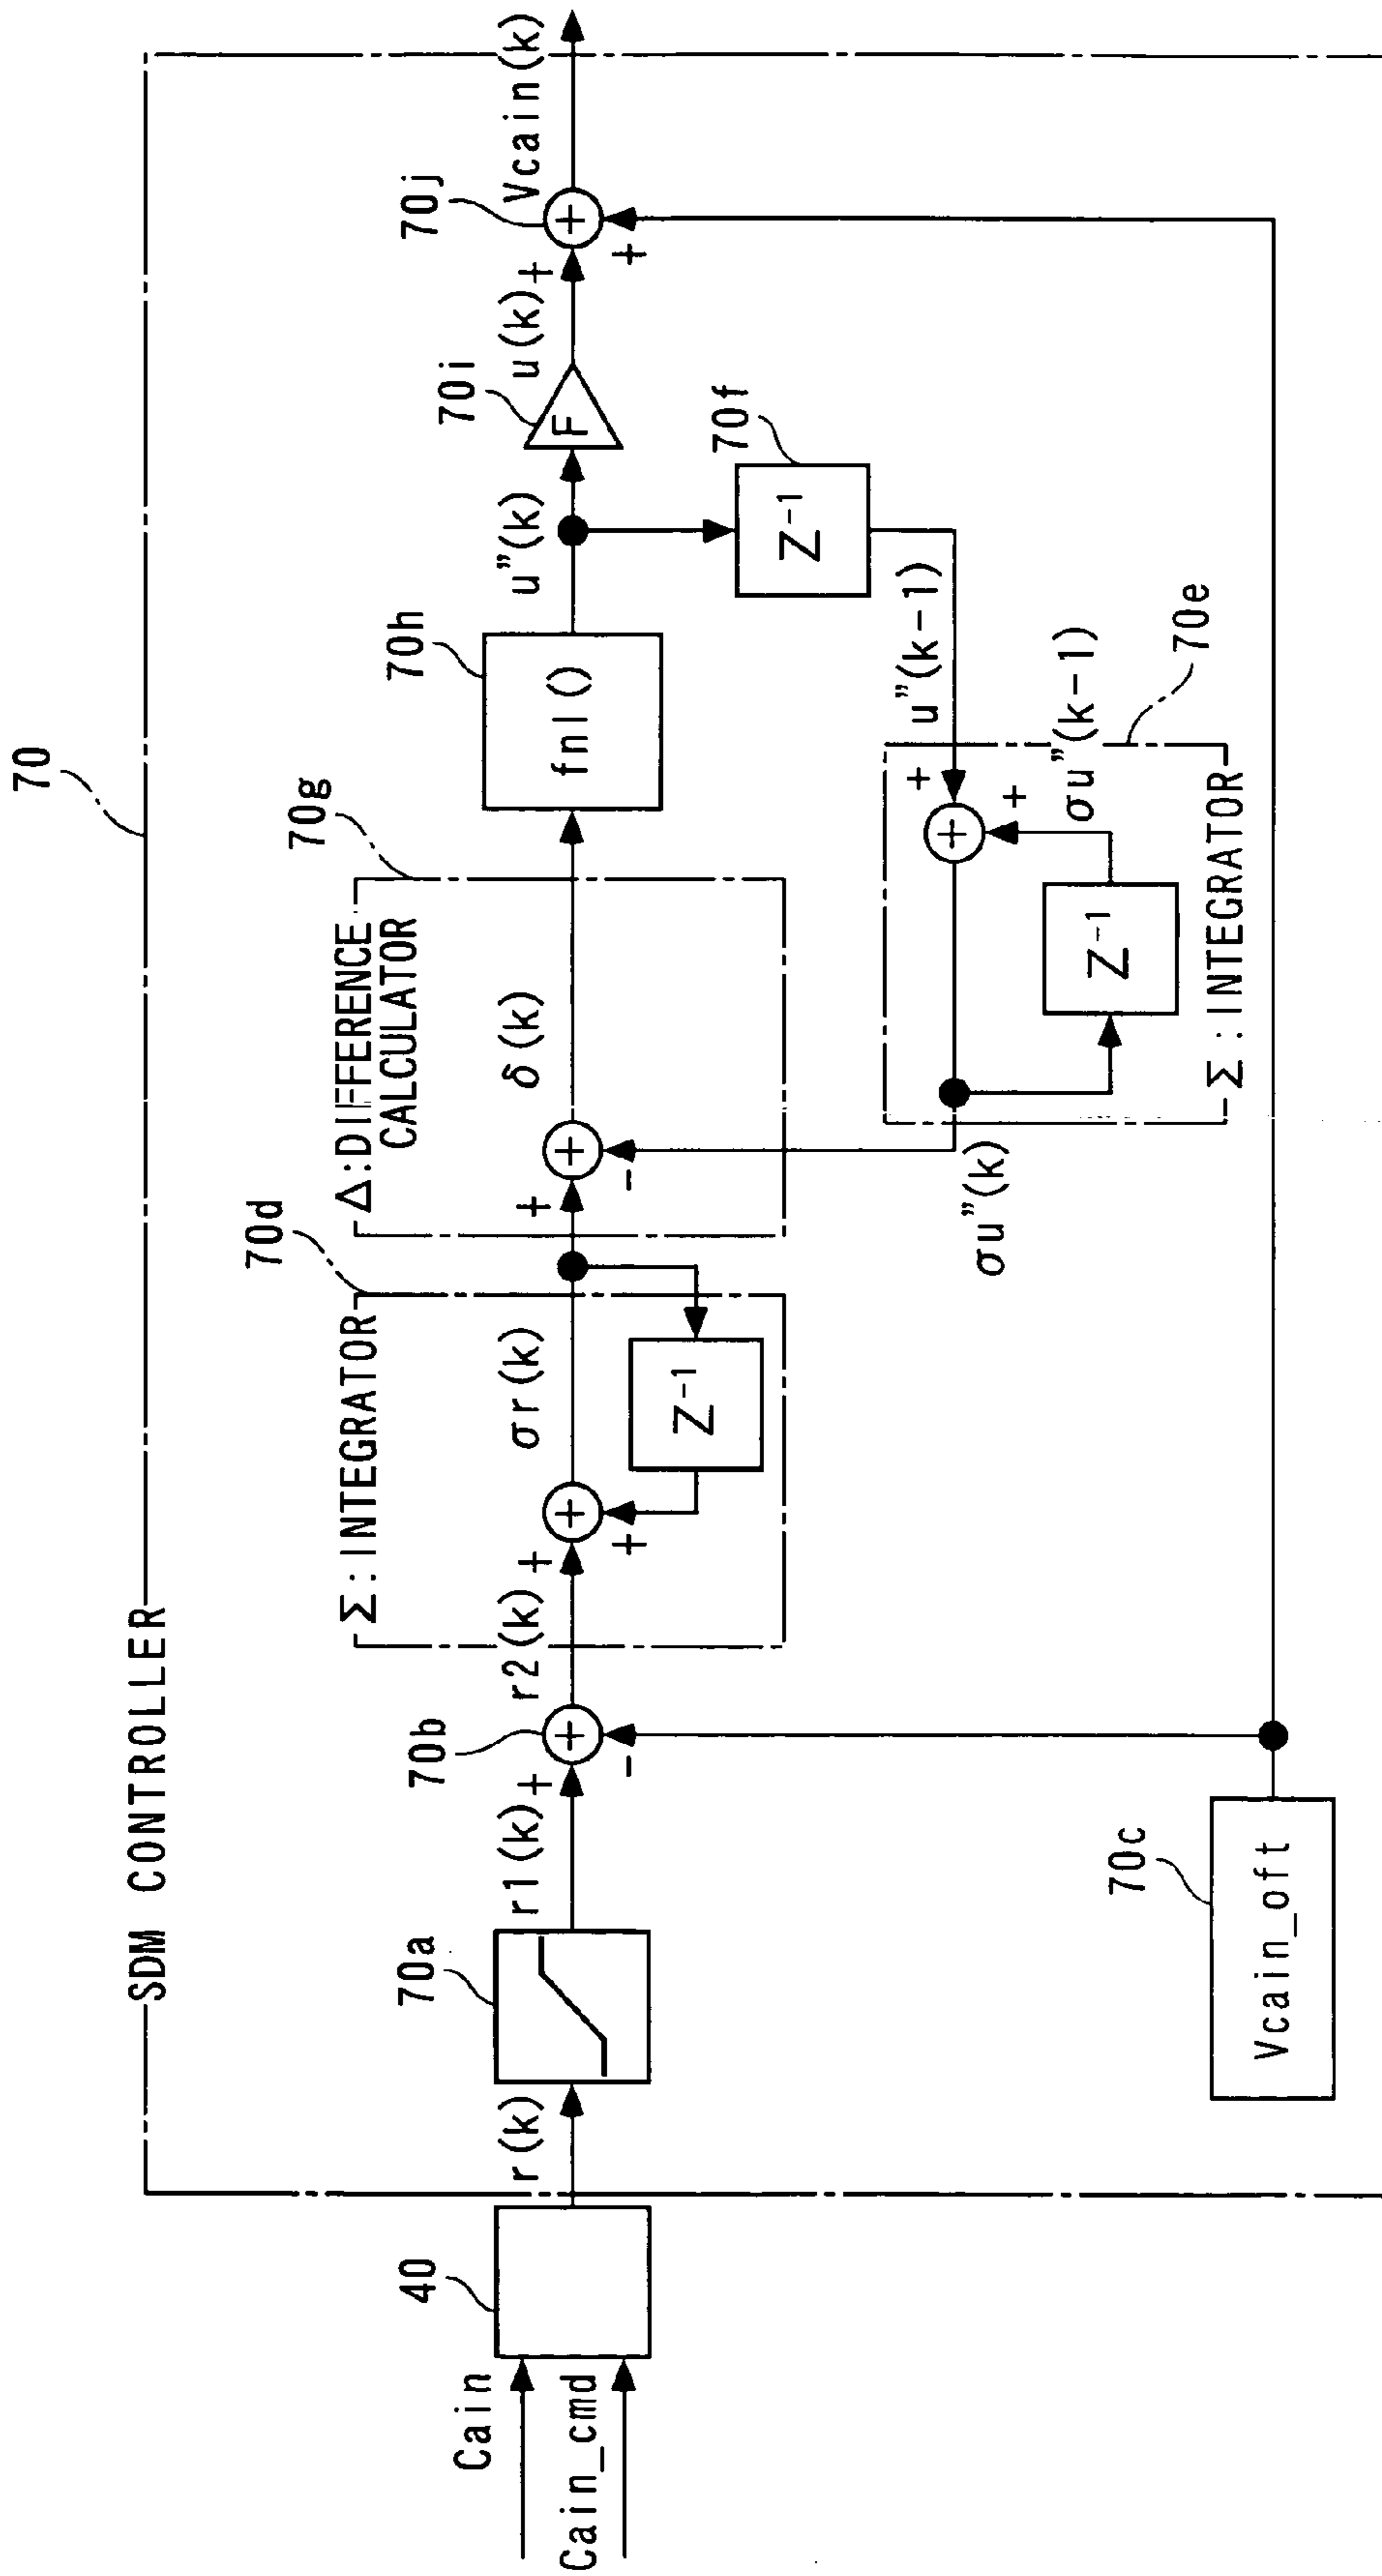 70
SDM CONTROLLER
Cain
Cain_cmd
40
r(k)
70a
r1(k)
+
-
70b
+
r2(k)
70d
Σ:INTEGRATOR
+
+
+
σr(k)
Z⁻¹
70g
Δ:DIFFERENCE
CALCULATOR
+
-
+
δ(k)
70h
fnl()
u”(k)
70i
F
u(k)
+
+
+
70j
Vcain(k)
70f
Z⁻¹
u”(k-1)
70e
+
+
+
σu”(k-1)
Z⁻¹
Σ:INTEGRATOR
σu”(k)
70c
Vcain_oft